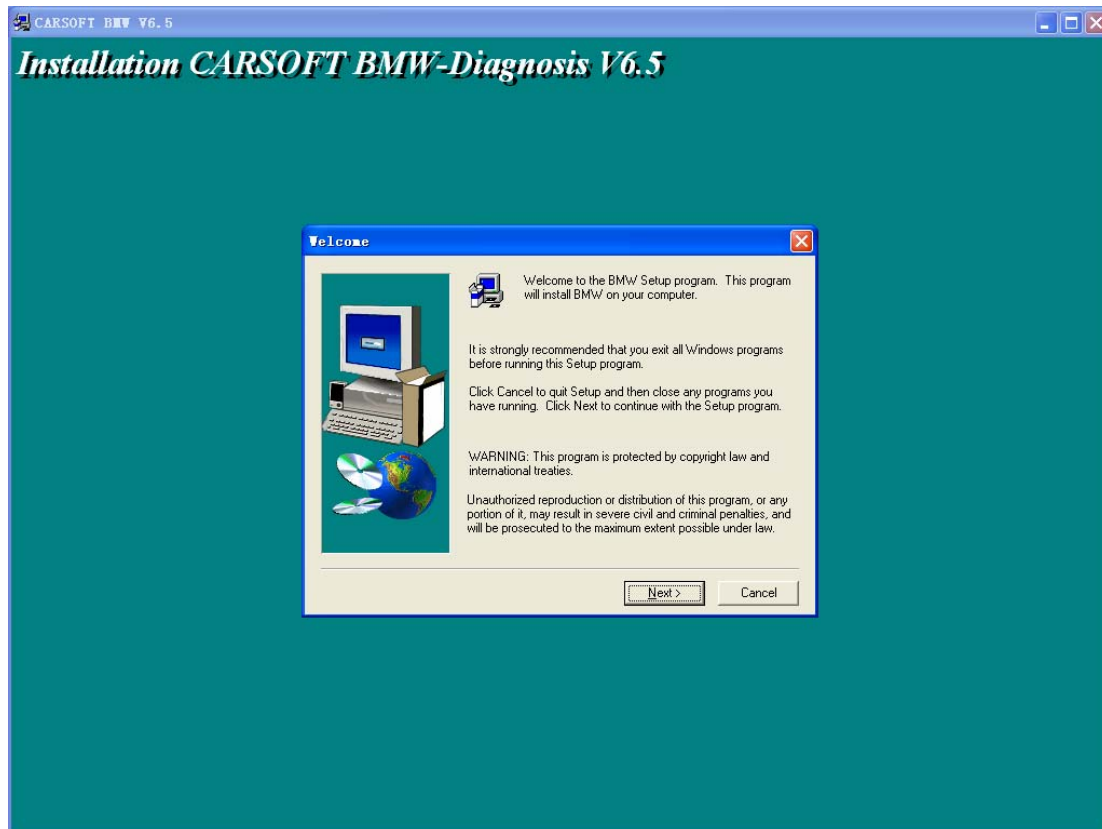 CARSOFT BMW V6.5
Installation CARSOFT BMW-Diagnosis V6.5
Welcome
Welcome to the BMW Setup program. This program
will install BMW on your computer.
It is strongly recommended that you exit all Windows programs
before running this Setup program.
Click Cancel to quit Setup and then close any programs you
have running. Click Next to continue with the Setup program.
WARNING: This program is protected by copyright law and
international treaties.
Unauthorized reproduction or distribution of this program, or any
portion of it, may result in severe civil and criminal penalties, and
will be prosecuted to the maximum extent possible under law.
Next > Cancel